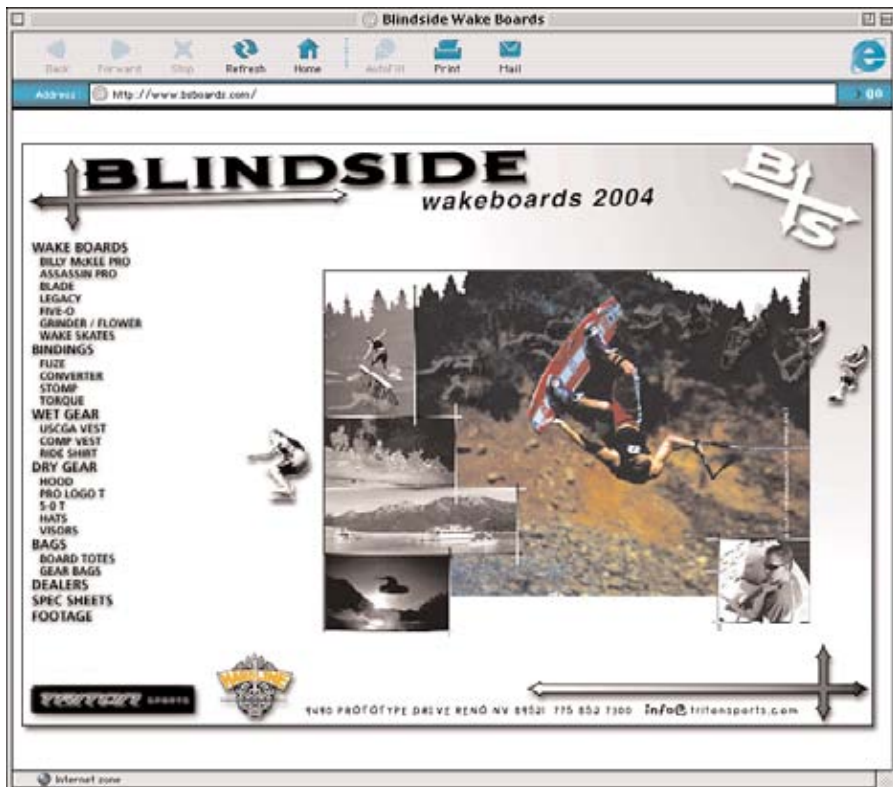 Blindside Wake Boards
Back Forward Stop Refresh Home AutoFill Print Mail
Address http://www.bsboards.com/ go
BLINDSIDE
wakeboards 2004
BS
WAKE BOARDS
BILLY McKEE PRO
ASSASSIN PRO
BLADE
LEGACY
FIVE-O
GRINDER / FLOWER
WAKE SKATES
BINDINGS
FUZE
CONVERTER
STOMP
TORQUE
WET GEAR
USCGA VEST
COMP VEST
RIDE SHIRT
DRY GEAR
HOOD
PRO LOGO T
5-0 T
HATS
VISORS
BAGS
BOARD TOTES
GEAR BAGS
DEALERS
SPEC SHEETS
FOOTAGE
SPORTS
HARDLINE
9490 PROTOTYPE DRIVE RENO NV 89521 775 852 7300 info@tritonsports.com
Internet zone